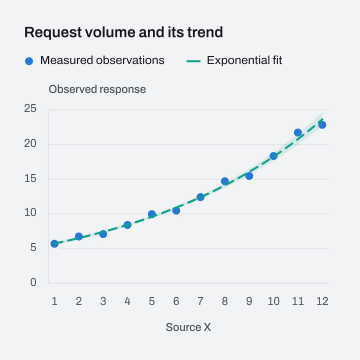 Request volume and its trend
Measured observations Exponential fit
Observed response
25
20
15
10
5
0
1 2 3 4 5 6 7 8 9 10 11 12
Source X